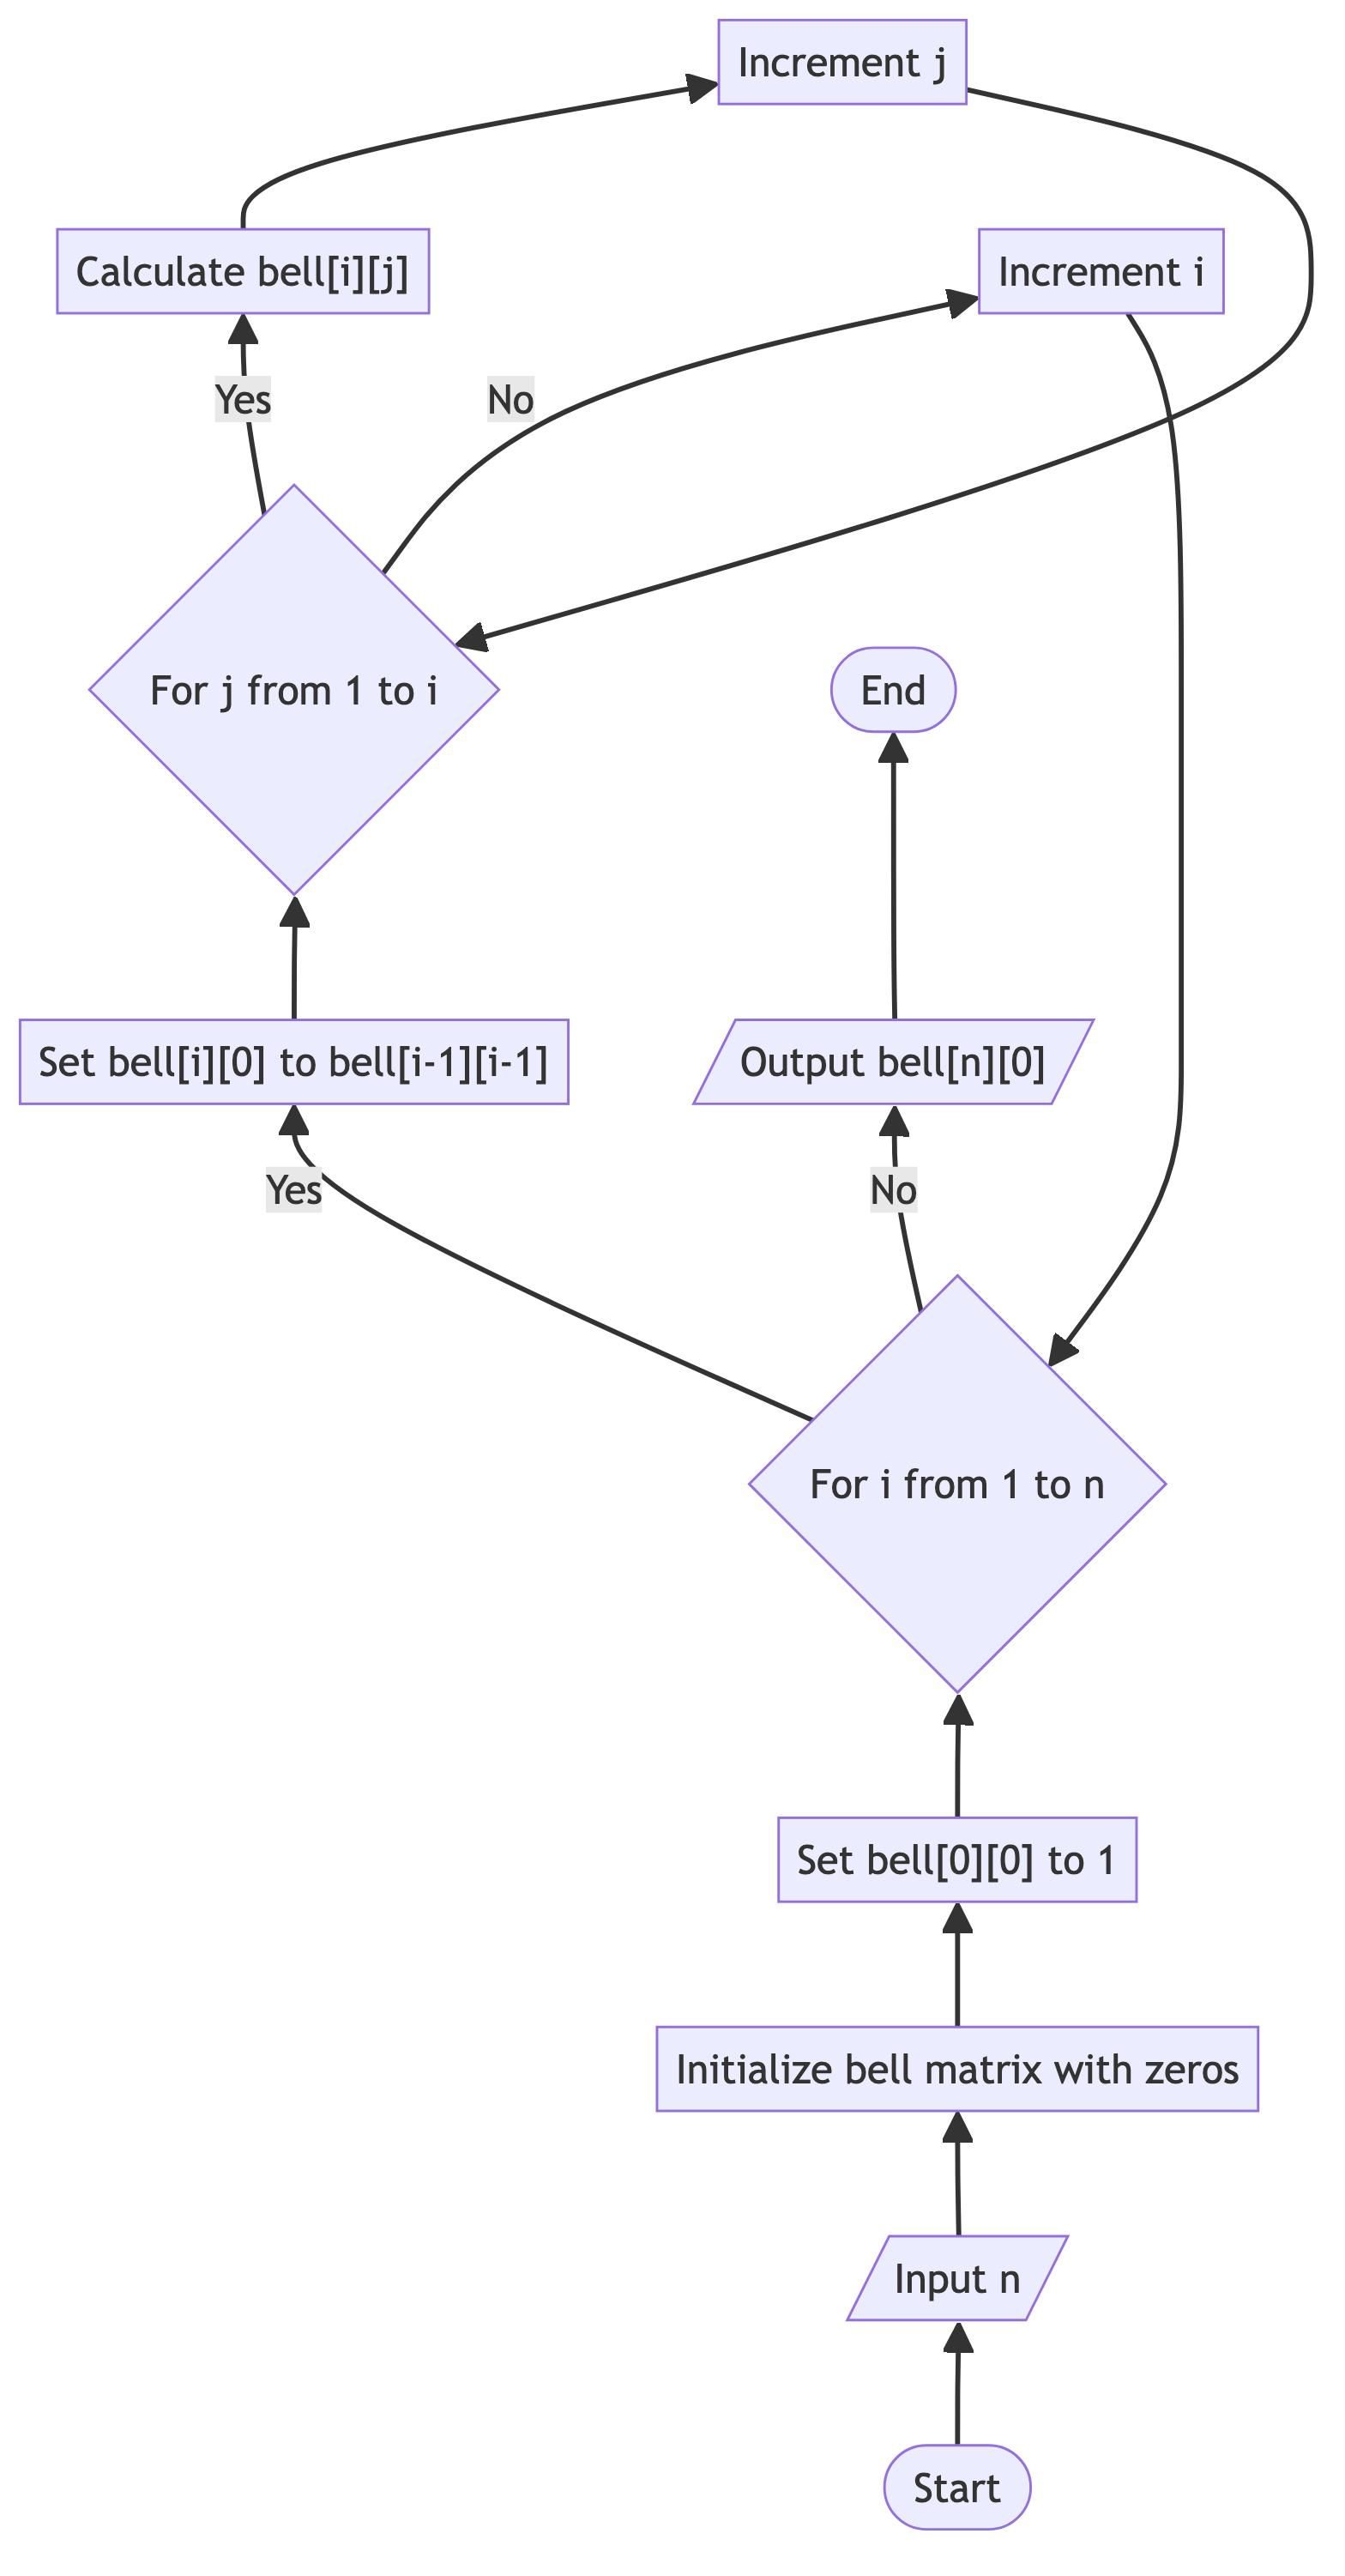 Increment j
Calculate bell[i][j]
Increment i
Yes
No
For j from 1 to i
End
Set bell[i][0] to bell[i-1][i-1]
Output bell[n][0]
Yes
No
For i from 1 to n
Set bell[0][0] to 1
Initialize bell matrix with zeros
Input n
Start